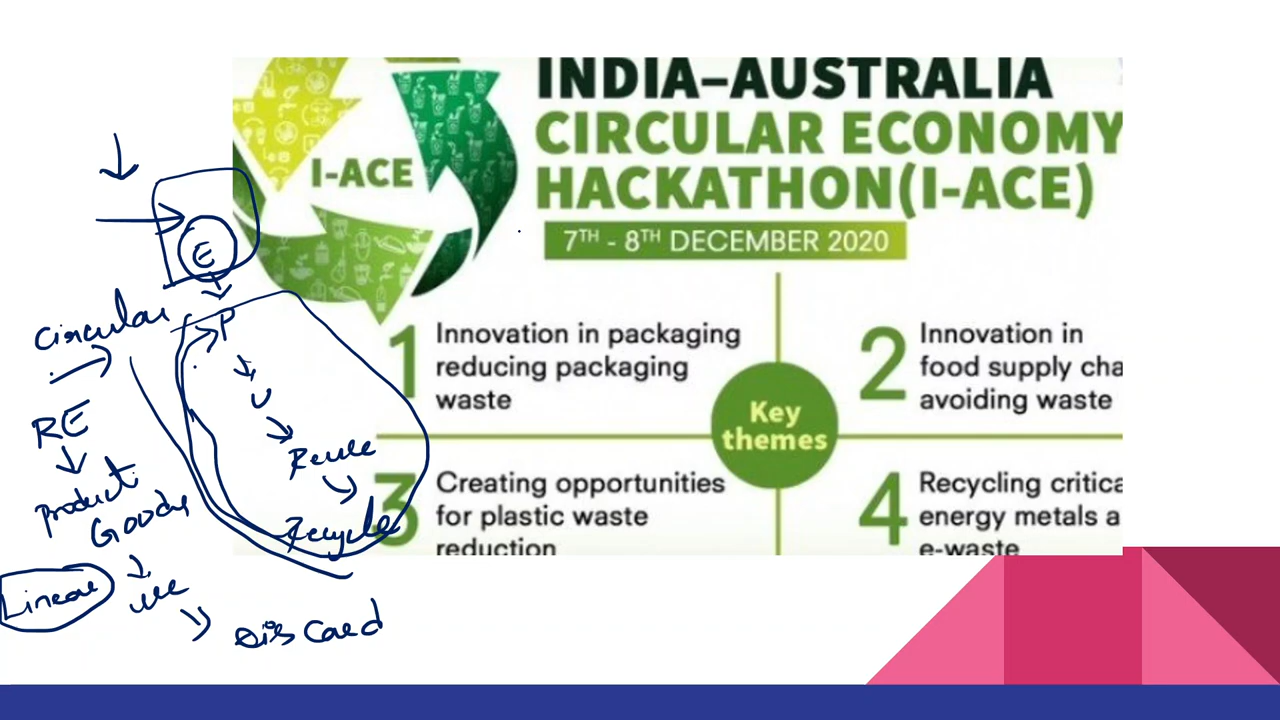 INDIA–AUSTRALIA
CIRCULAR ECONOMY
HACKATHON(I-ACE)
I-ACE
7TH - 8TH DECEMBER 2020
1
Innovation in packaging
reducing packaging
waste
2
Innovation in
food supply cha
avoiding waste
Key
themes
3
Creating opportunities
for plastic waste
reduction
4
Recycling critica
energy metals a
e-waste
E
circular
P
U
Reuse
Recycle
RE
Product
Goods
Linear
use
Discard